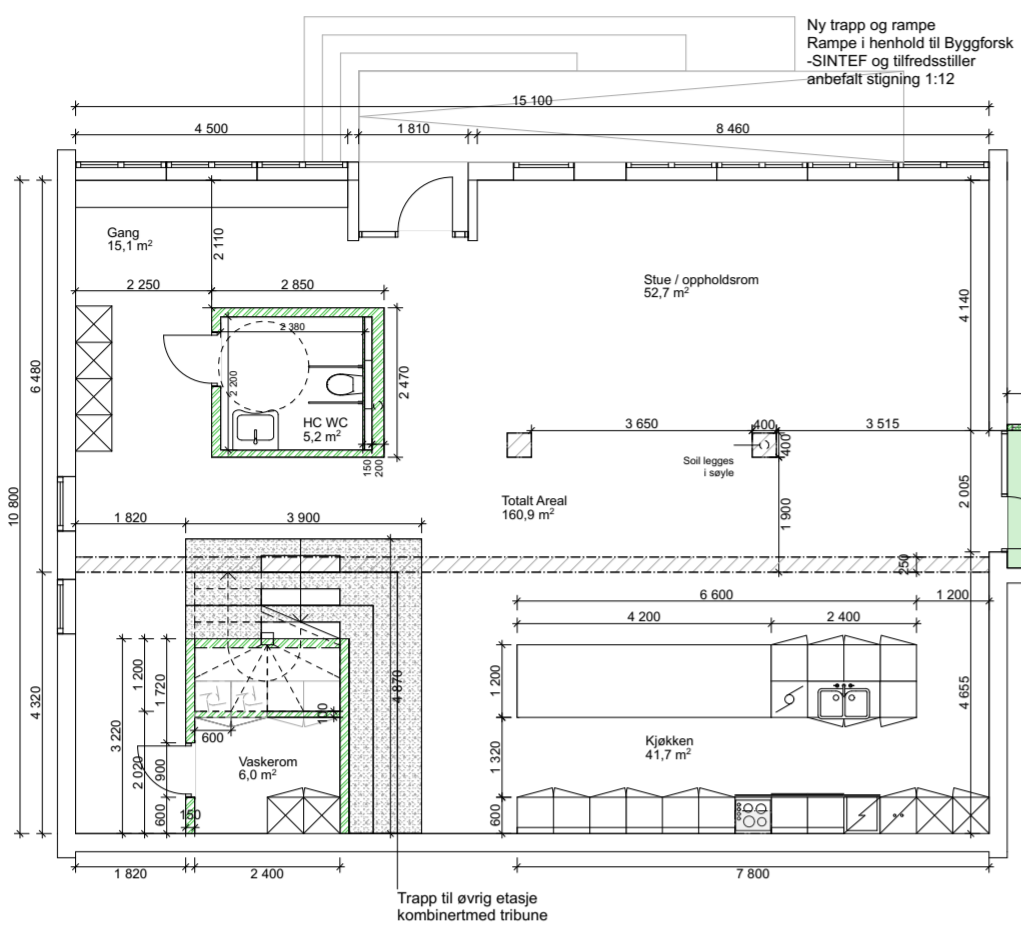 Ny trapp og rampe
Rampe i henhold til Byggforsk
-SINTEF og tilfredsstiller
anbefalt stigning 1:12
15 100
4 500
1 810
8 460
Gang
15,1 m²
2 110
2 250
2 850
Stue / oppholdsrom
52,7 m²
4 140
6 480
10 800
2 380
2 200
2 470
HC WC
5,2 m²
150
200
3 650
400
3 515
400
Soil legges
i søyle
Totalt Areal
160,9 m²
1 900
2 005
1 820
3 900
250
6 600
1 200
4 200
2 400
4 320
3 220
1 200
2 020
1 720
900
600
600
150
120
4 870
Vaskerom
6,0 m²
1 200
1 320
600
4 655
Kjøkken
41,7 m²
1 820
2 400
7 800
Trapp til øvrig etasje
kombinertmed tribune